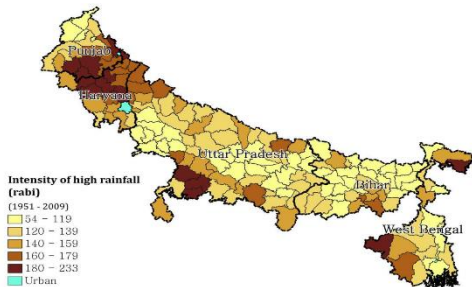 Punjab
Haryana
Uttar Pradesh
Bihar
West Bengal
Intensity of high rainfall
(rabi)
(1951 - 2009)
54 - 119
120 - 139
140 - 159
160 - 179
180 - 233
Urban